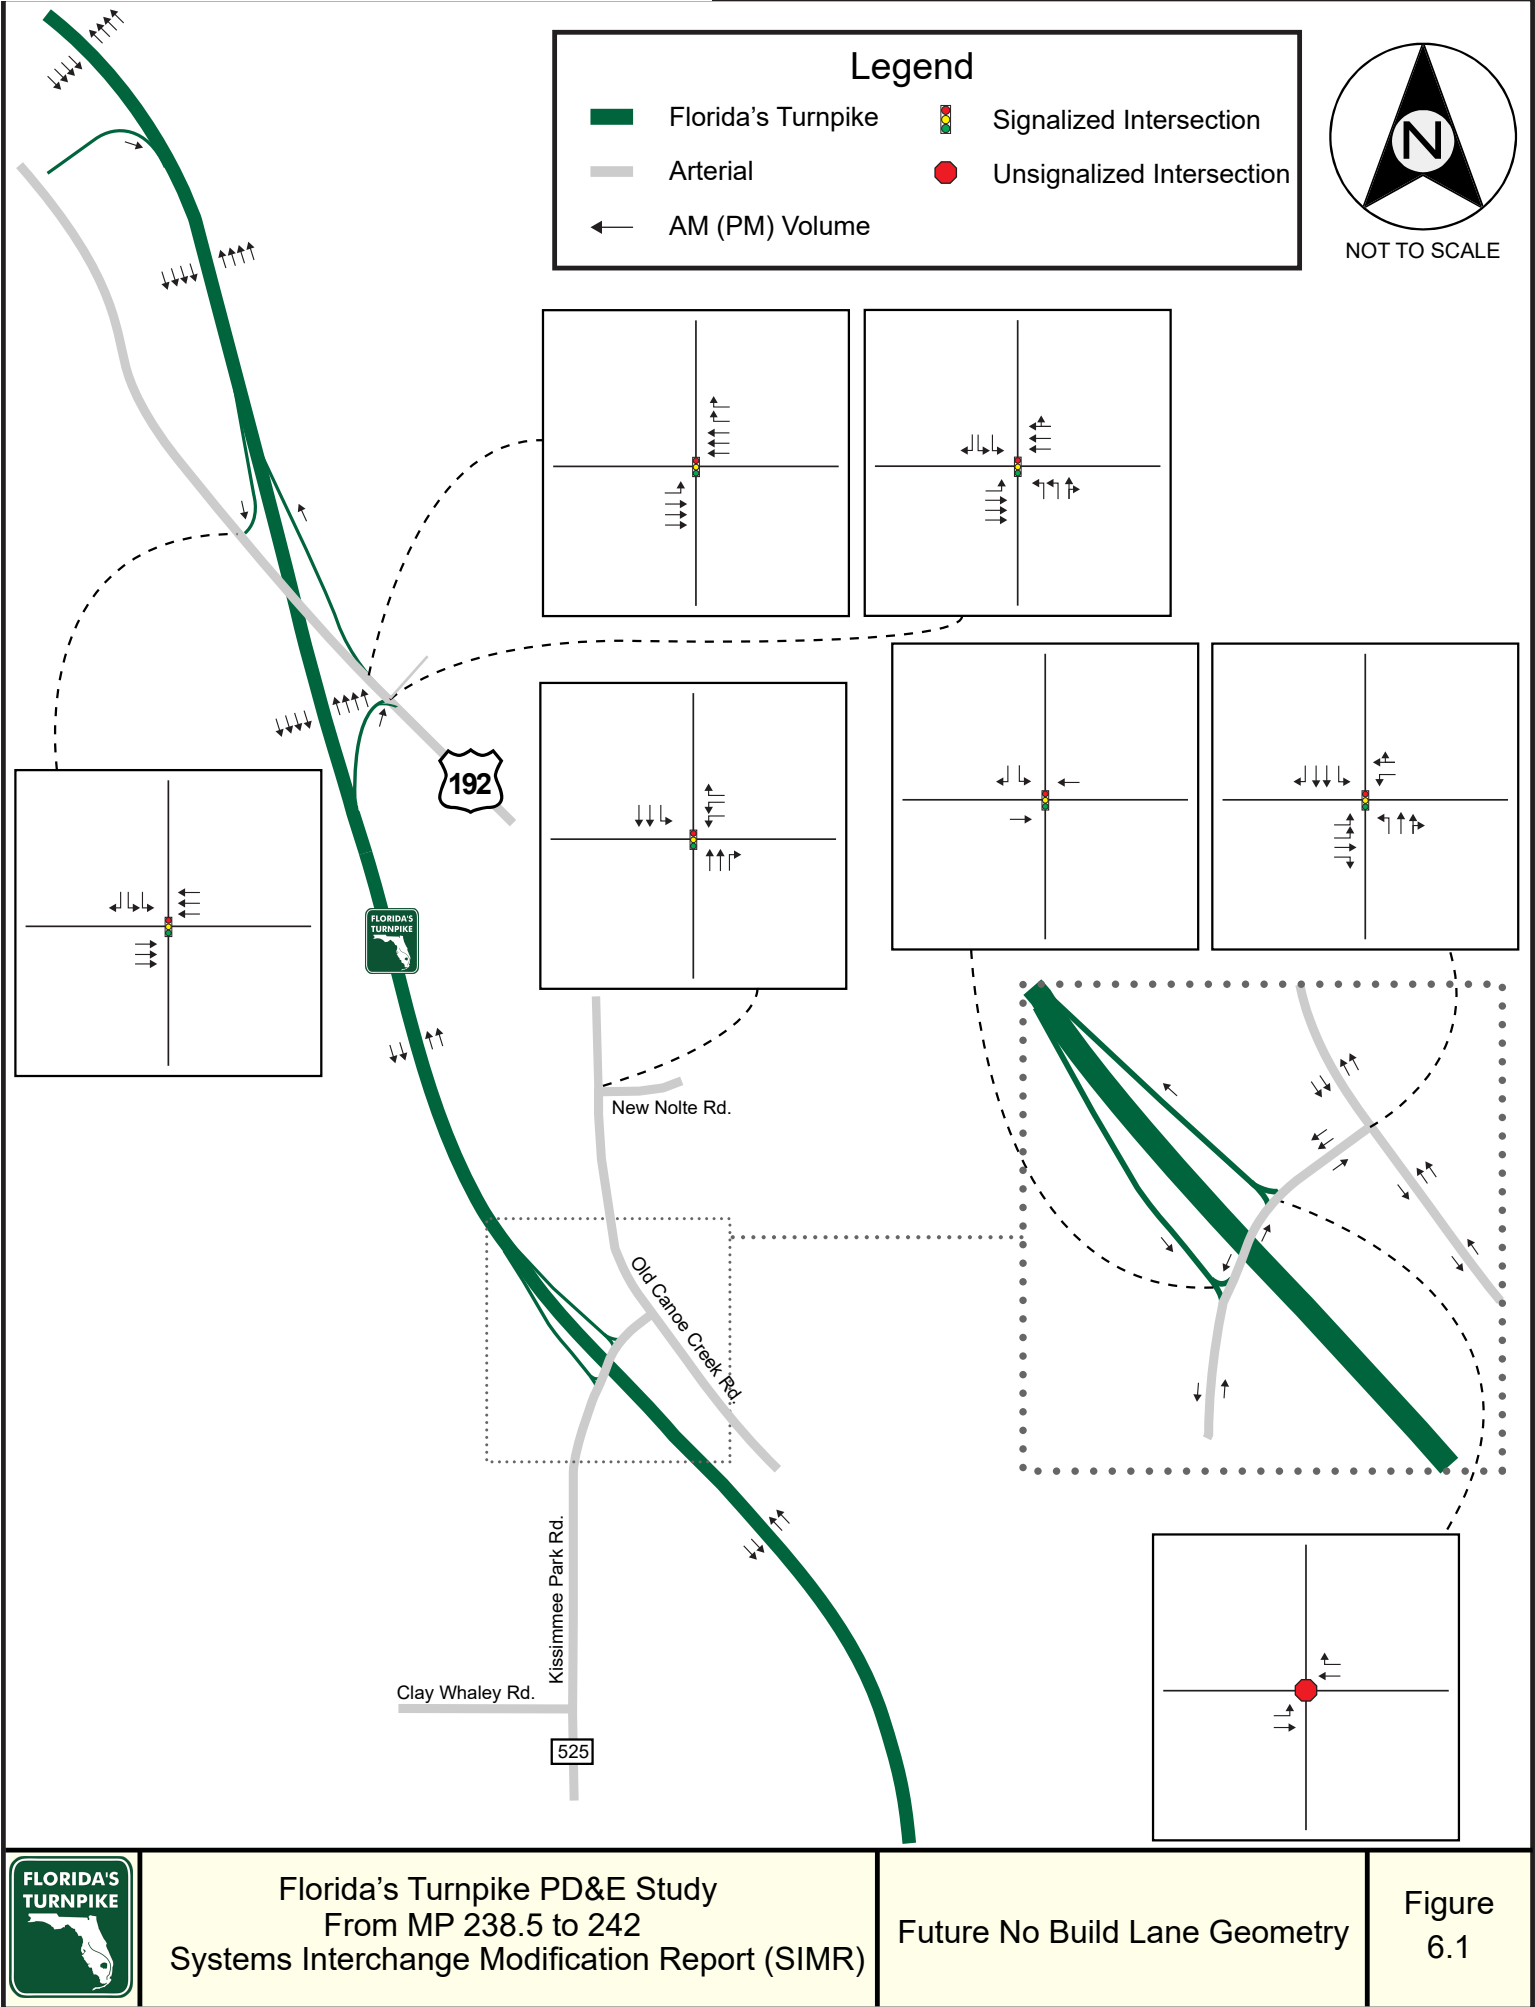 Legend
Florida's Turnpike
Signalized Intersection
Arterial
Unsignalized Intersection
AM (PM) Volume
N
NOT TO SCALE
192
FLORIDA'S
TURNPIKE
New Nolte Rd.
Old Canoe Creek Rd.
Kissimmee Park Rd.
Clay Whaley Rd.
525
FLORIDA'S
TURNPIKE
Florida's Turnpike PD&E Study
From MP 238.5 to 242
Systems Interchange Modification Report (SIMR)
Future No Build Lane Geometry
Figure
6.1